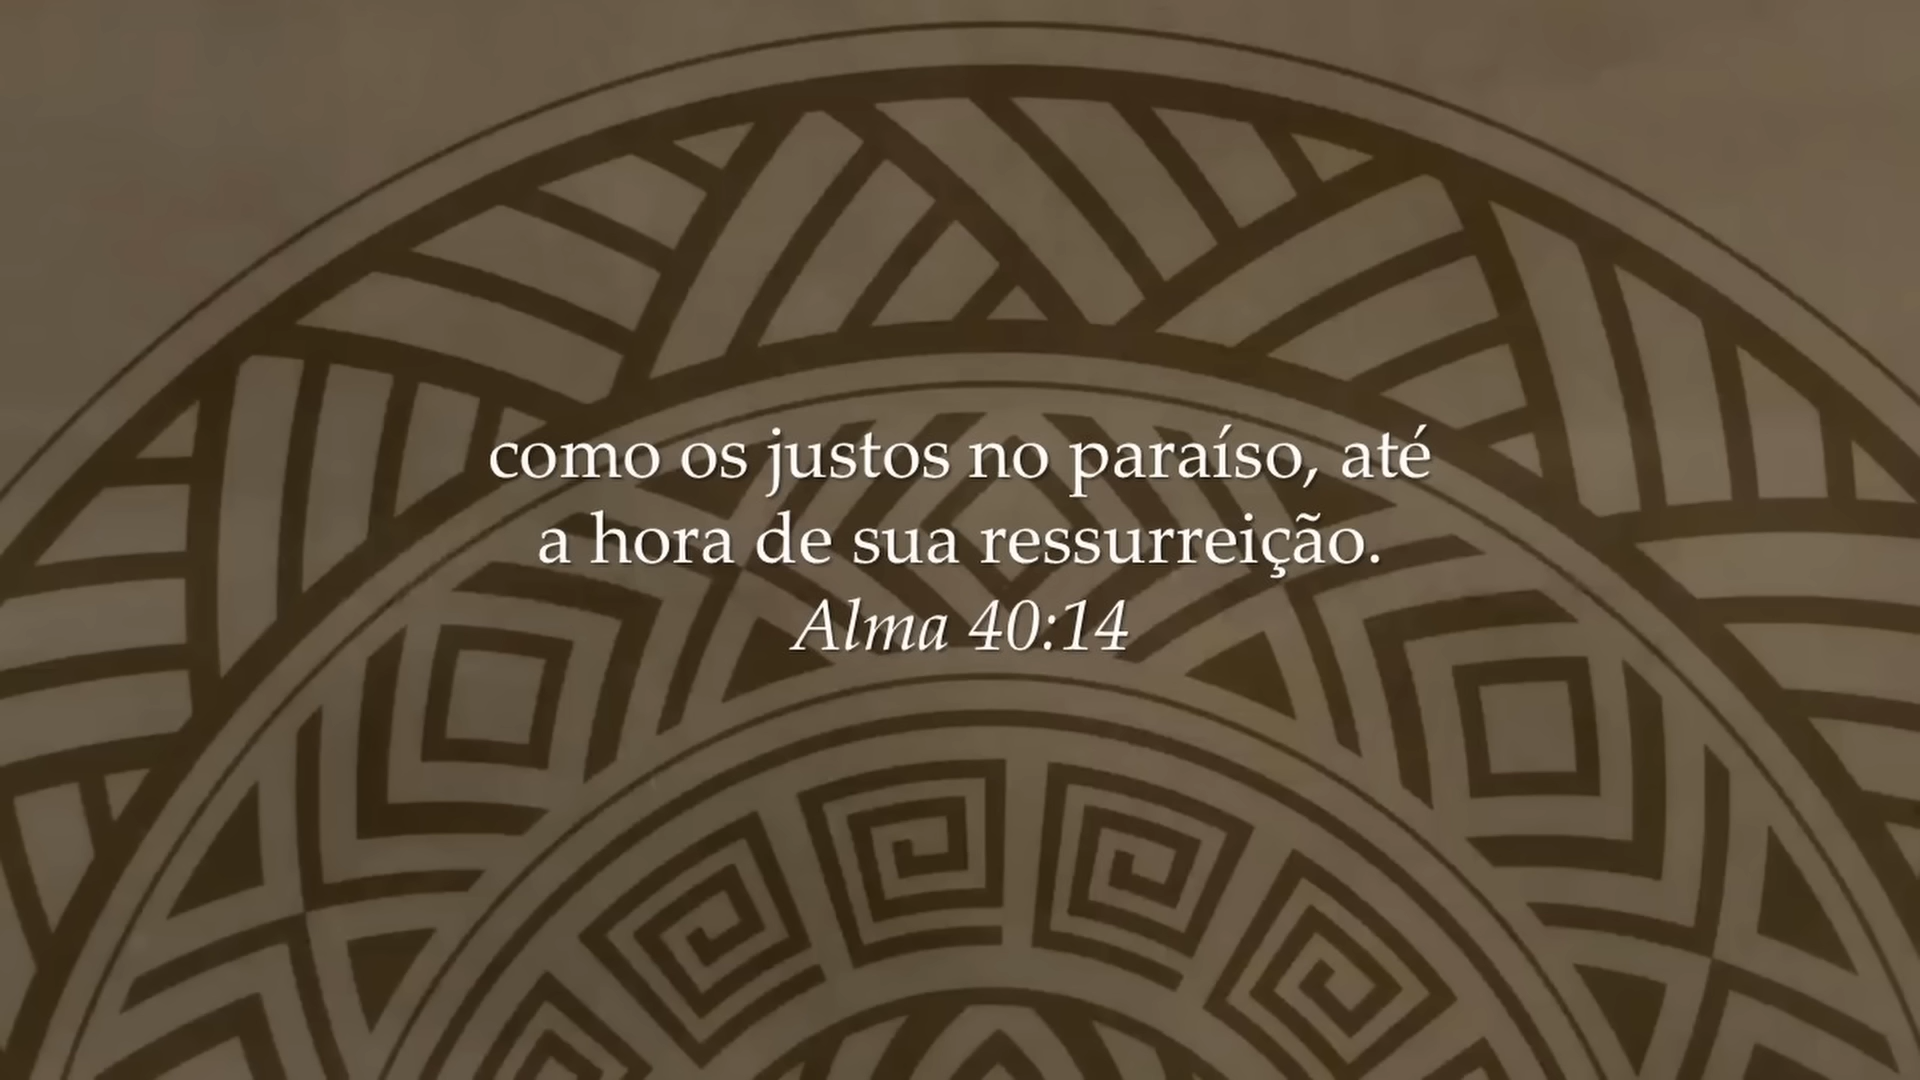 como os justos no paraíso, até
a hora de sua ressurreição.
Alma 40:14